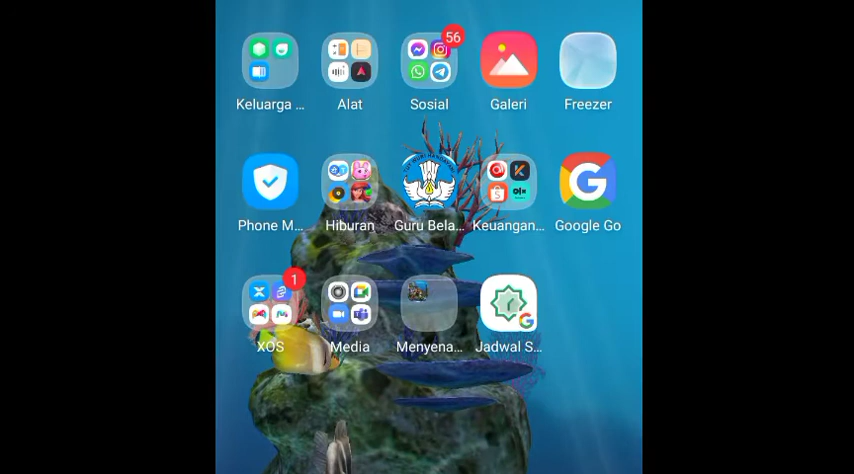 56
Keluarga ...
Alat
Sosial
Galeri
Freezer
Phone M...
Hiburan
Guru Bela...
Keuangan...
Google Go
1
XOS
Media
Menyena...
Jadwal S...